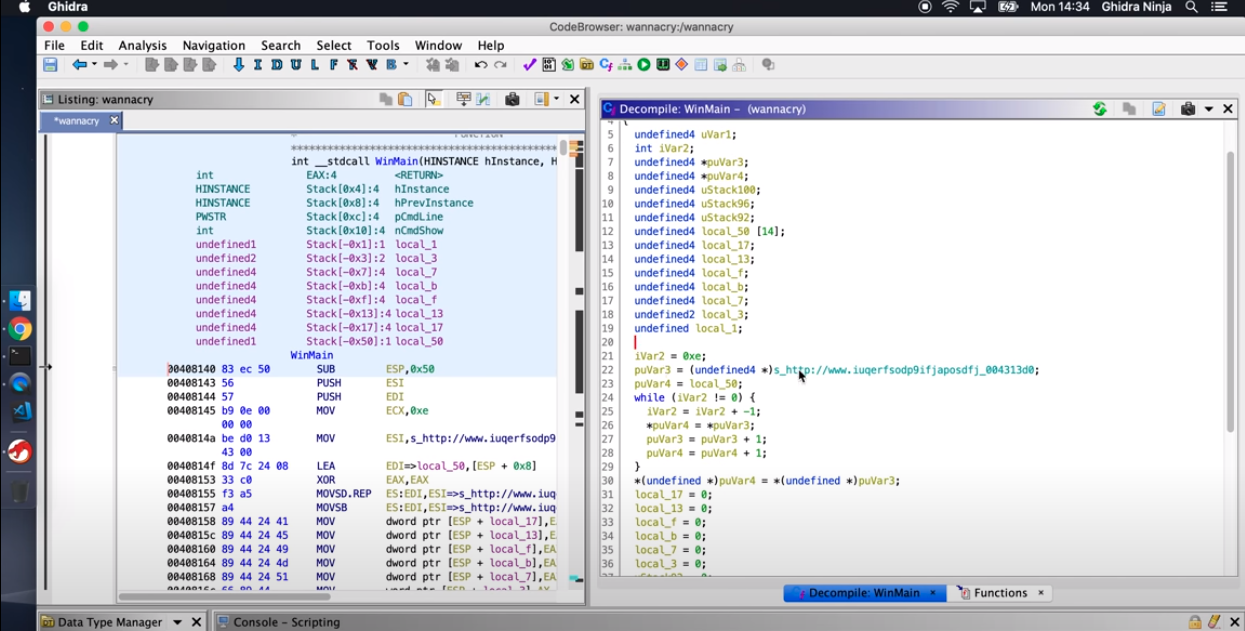 Ghidra
Mon 14:34 Ghidra Ninja
CodeBrowser: wannacry:/wannacry
File Edit Analysis Navigation Search Select Tools Window Help
I D U L F B
Listing: wannacry
*wannacry
FUNCTION
int __stdcall WinMain(HINSTANCE hInstance, H
int EAX:4 <RETURN>
HINSTANCE Stack[0x4]:4 hInstance
HINSTANCE Stack[0x8]:4 hPrevInstance
PWSTR Stack[0xc]:4 pCmdLine
int Stack[0x10]:4 nCmdShow
undefined1 Stack[-0x1]:1 local_1
undefined2 Stack[-0x3]:2 local_3
undefined4 Stack[-0x7]:4 local_7
undefined4 Stack[-0xb]:4 local_b
undefined4 Stack[-0xf]:4 local_f
undefined4 Stack[-0x13]:4 local_13
undefined4 Stack[-0x17]:4 local_17
undefined1 Stack[-0x50]:1 local_50
WinMain
00408140 83 ec 50 SUB ESP,0x50
00408143 56 PUSH ESI
00408144 57 PUSH EDI
00408145 b9 0e 00 MOV ECX,0xe
00 00
0040814a be d0 13 MOV ESI,s_http://www.iuqerfsodp9
43 00
0040814f 8d 7c 24 08 LEA EDI=>local_50,[ESP + 0x8]
00408153 33 c0 XOR EAX,EAX
00408155 f3 a5 MOVSD.REP ES:EDI,ESI=>s_http://www.iuq
00408157 a4 MOVSB ES:EDI,ESI=>s_http://www.iuq
00408158 89 44 24 41 MOV dword ptr [ESP + local_17],E
0040815c 89 44 24 45 MOV dword ptr [ESP + local_13],E
00408160 89 44 24 49 MOV dword ptr [ESP + local_f],EA
00408164 89 44 24 4d MOV dword ptr [ESP + local_b],EA
00408168 89 44 24 51 MOV dword ptr [ESP + local_7],EA
Decompile: WinMain - (wannacry)
4 {
5 undefined4 uVar1;
6 int iVar2;
7 undefined4 *puVar3;
8 undefined4 *puVar4;
9 undefined4 uStack100;
10 undefined4 uStack96;
11 undefined4 uStack92;
12 undefined4 local_50 [14];
13 undefined4 local_17;
14 undefined4 local_13;
15 undefined4 local_f;
16 undefined4 local_b;
17 undefined4 local_7;
18 undefined2 local_3;
19 undefined local_1;
20
21 iVar2 = 0xe;
22 puVar3 = (undefined4 *)s_http://www.iuqerfsodp9ifjaposdfj_004313d0;
23 puVar4 = local_50;
24 while (iVar2 != 0) {
25 iVar2 = iVar2 + -1;
26 *puVar4 = *puVar3;
27 puVar3 = puVar3 + 1;
28 puVar4 = puVar4 + 1;
29 }
30 *(undefined *)puVar4 = *(undefined *)puVar3;
31 local_17 = 0;
32 local_13 = 0;
33 local_f = 0;
34 local_b = 0;
35 local_7 = 0;
36 local_3 = 0;
Decompile: WinMain × Functions ×
Data Type Manager Console - Scripting